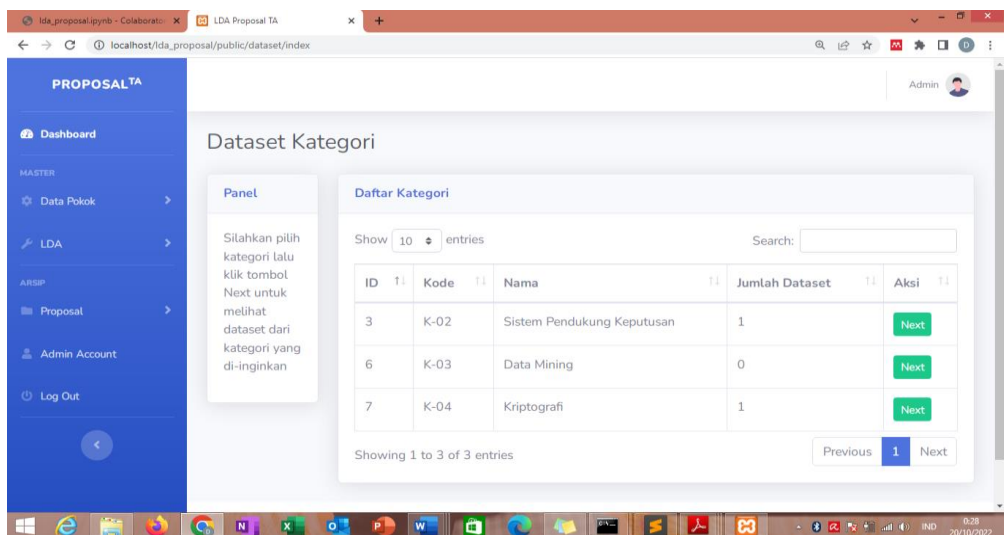 lda_proposal.ipynb - Colaborator
LDA Proposal TA
localhost/lda_proposal/public/dataset/index
PROPOSALTA
Admin
Dashboard
MASTER
Data Pokok
LDA
ARSIP
Proposal
Admin Account
Log Out
Dataset Kategori
Panel
Silahkan pilih
kategori lalu
klik tombol
Next untuk
melihat
dataset dari
kategori yang
di-inginkan
Daftar Kategori
Show 10 entries
Search:
ID Kode Nama Jumlah Dataset Aksi
3 K-02 Sistem Pendukung Keputusan 1 Next
6 K-03 Data Mining 0 Next
7 K-04 Kriptografi 1 Next
Showing 1 to 3 of 3 entries
Previous 1 Next
IND
0:28
20/10/2022